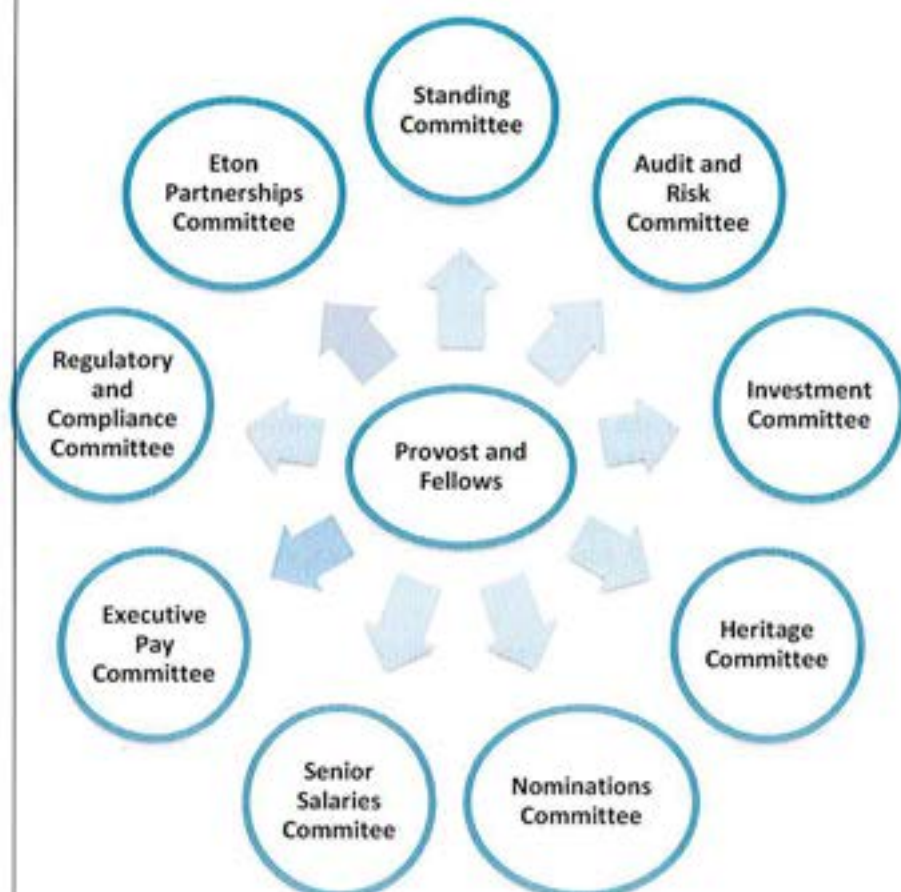 Standing
Committee
Audit and
Risk
Committee
Investment
Committee
Heritage
Committee
Nominations
Committee
Senior
Salaries
Commitee
Executive
Pay
Committee
Regulatory
and
Compliance
Committee
Eton
Partnerships
Committee
Provost and
Fellows